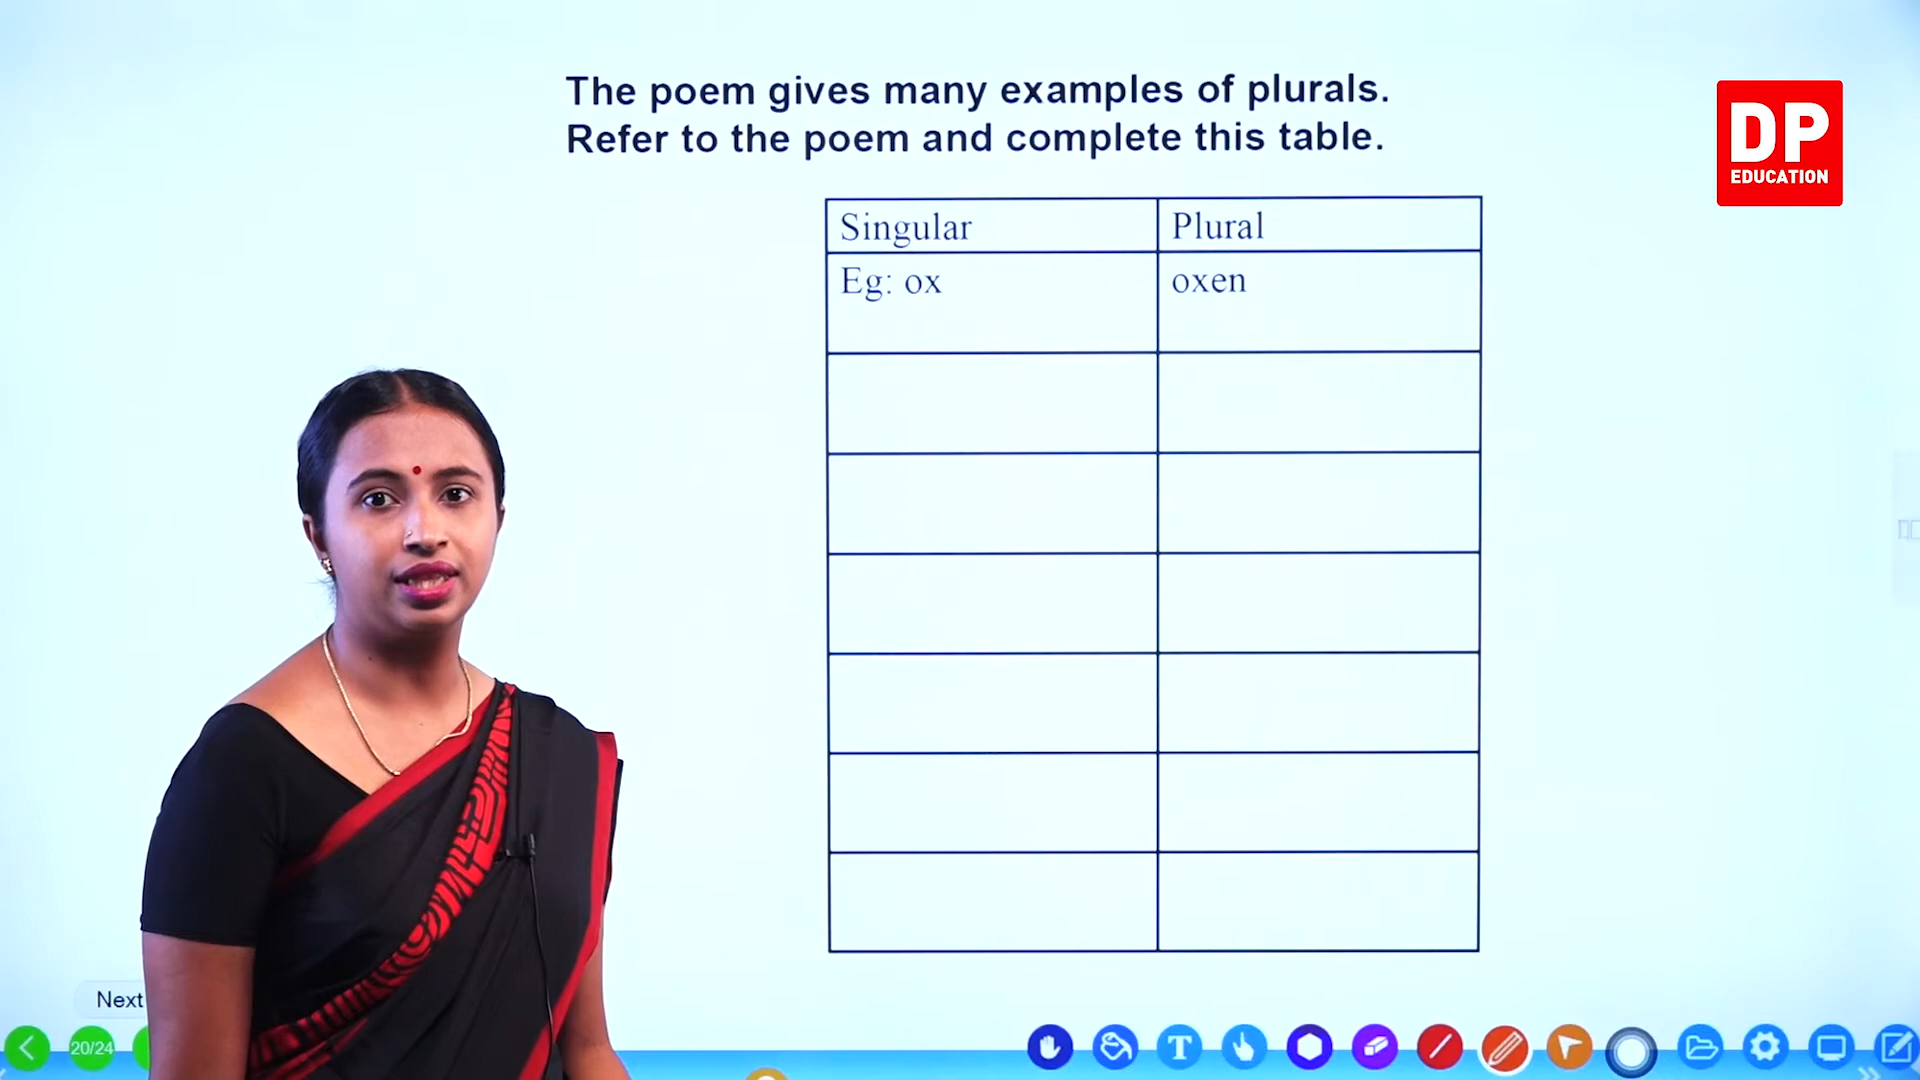 The poem gives many examples of plurals.
Refer to the poem and complete this table.
DP
EDUCATION
Singular Plural
Eg: ox oxen
Next
20/24
T